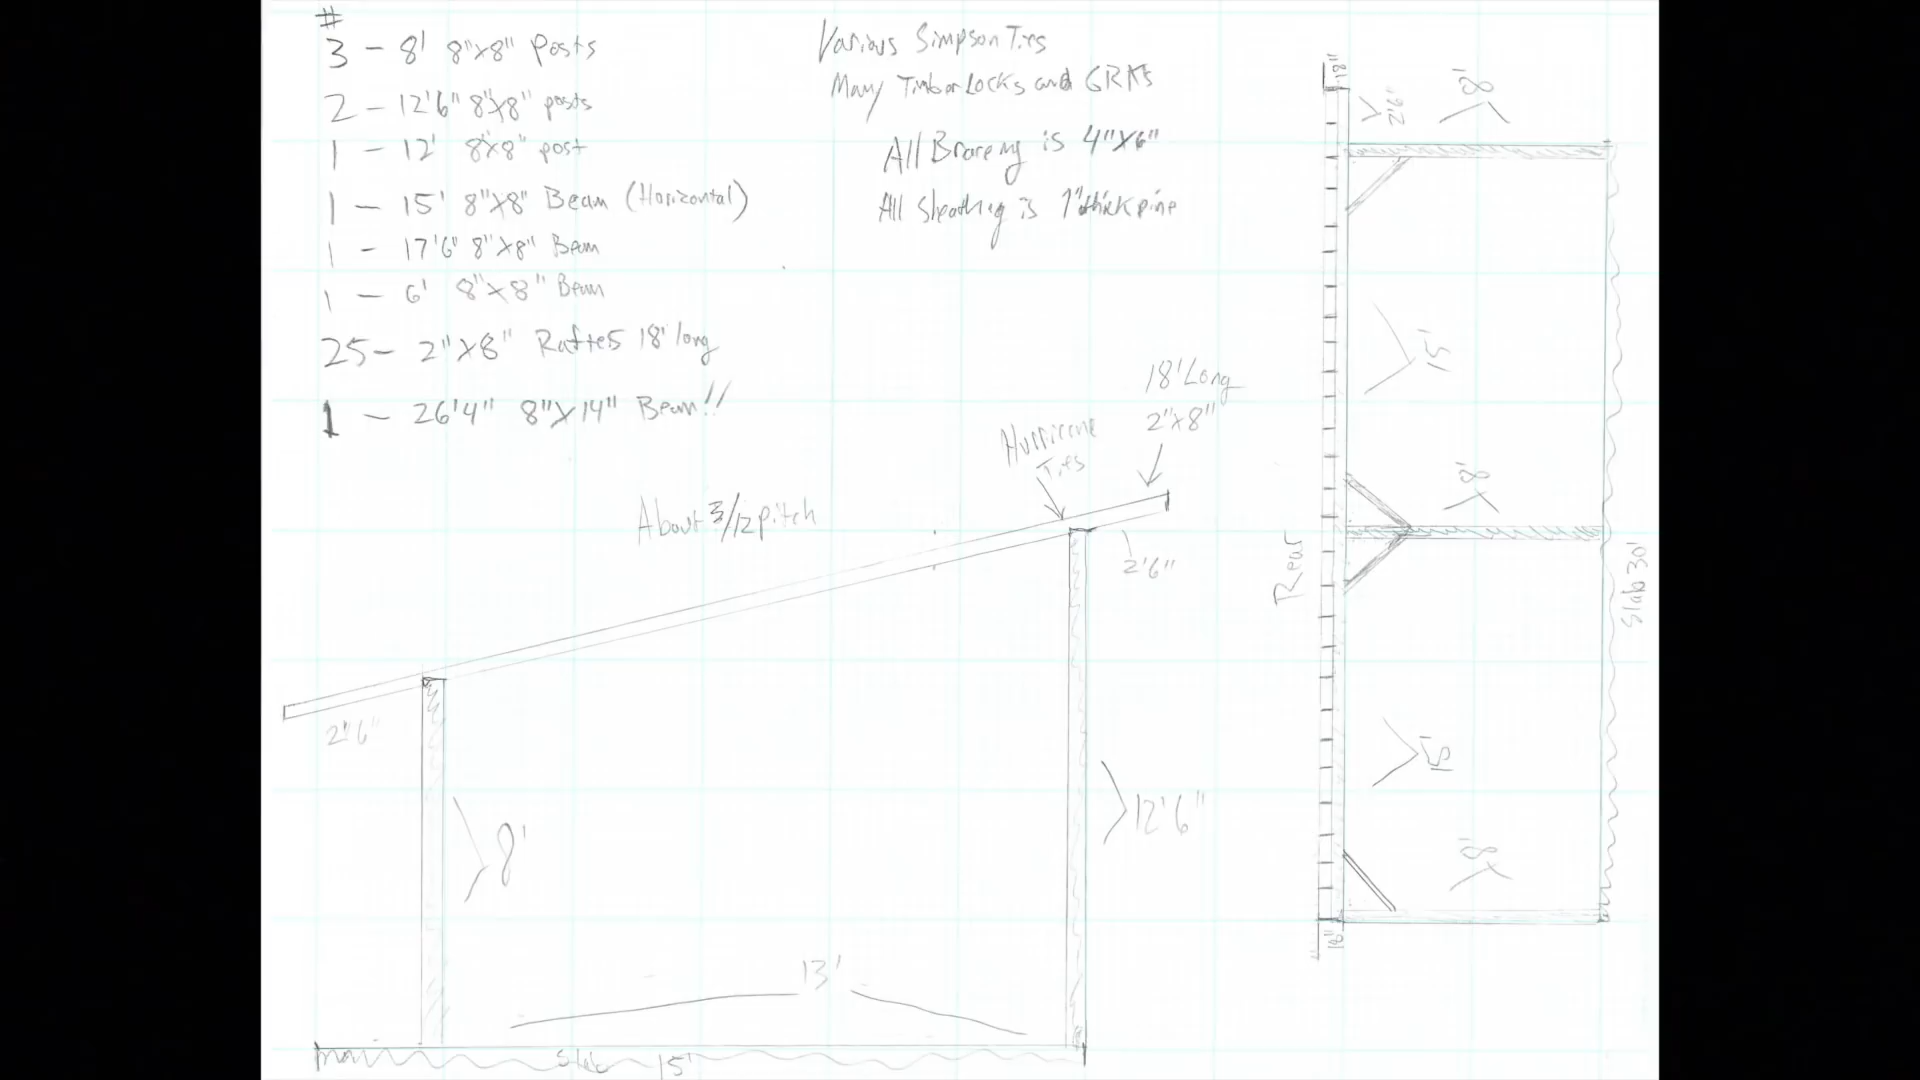 #
3 - 8' 8"x8" Posts
2 - 12'6" 8"x8" posts
1 - 12' 8"x8" post
1 - 15' 8"x8" Beam (Horizontal)
1 - 17'6" 8"x8" Beam
1 - 6' 8"x8" Beam
25 - 2"x8" Rafters 18' long
1 - 26'4" 8"x14" Beam!!
Various Simpson Ties
Many TimberLocks and GRK's
All Braceing is 4"x6"
All Sheathing is 1" thick pine
About 3/12 pitch
Hurricane
Ties
18' Long
2"x8"
2'6"
2'6"
8'
12'6"
13'
Slab 15'
18"
2'6"
8'
15'
8'
Rear
Slab 30'
15'
8'
18"